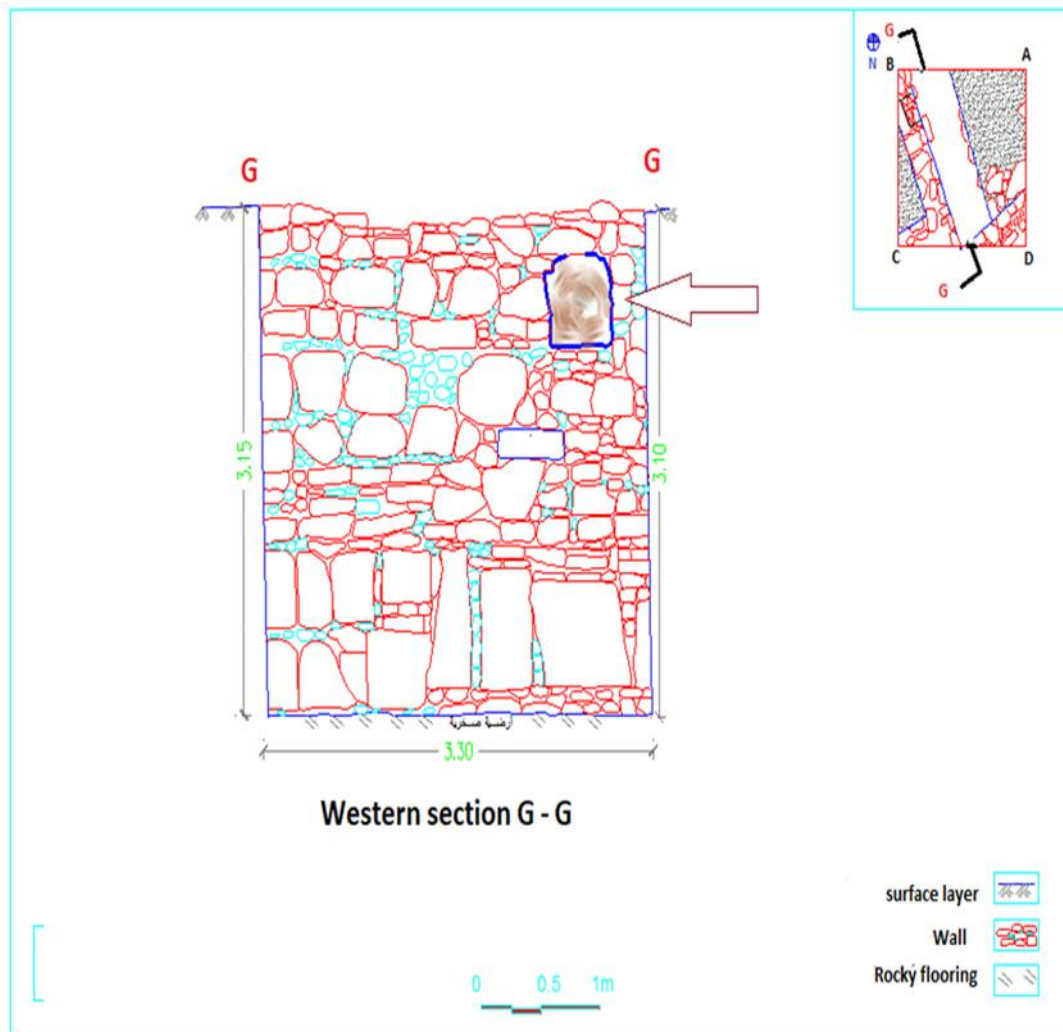 G
N B
A
C
D
G
G
G
3.15
3.10
أرضية صخرية
3.30
Western section G - G
surface layer
Wall
Rocky flooring
0 0.5 1m